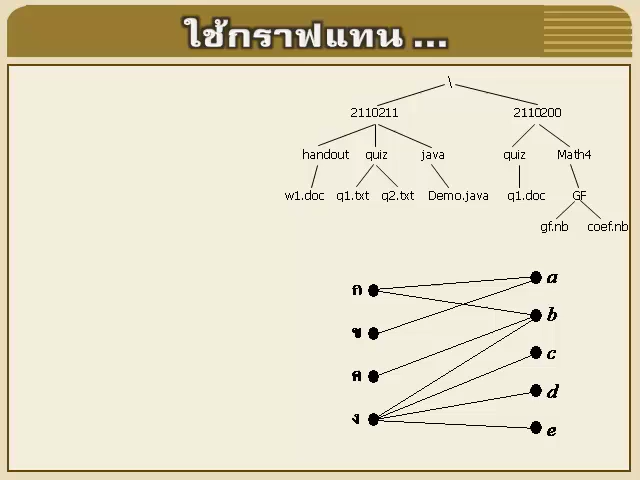 ใช้กราฟแทน ...
\
2110211 2110200
handout quiz java quiz Math4
w1.doc q1.txt q2.txt Demo.java q1.doc GF
gf.nb coef.nb
ก a
ข b
ค c
ง d
e